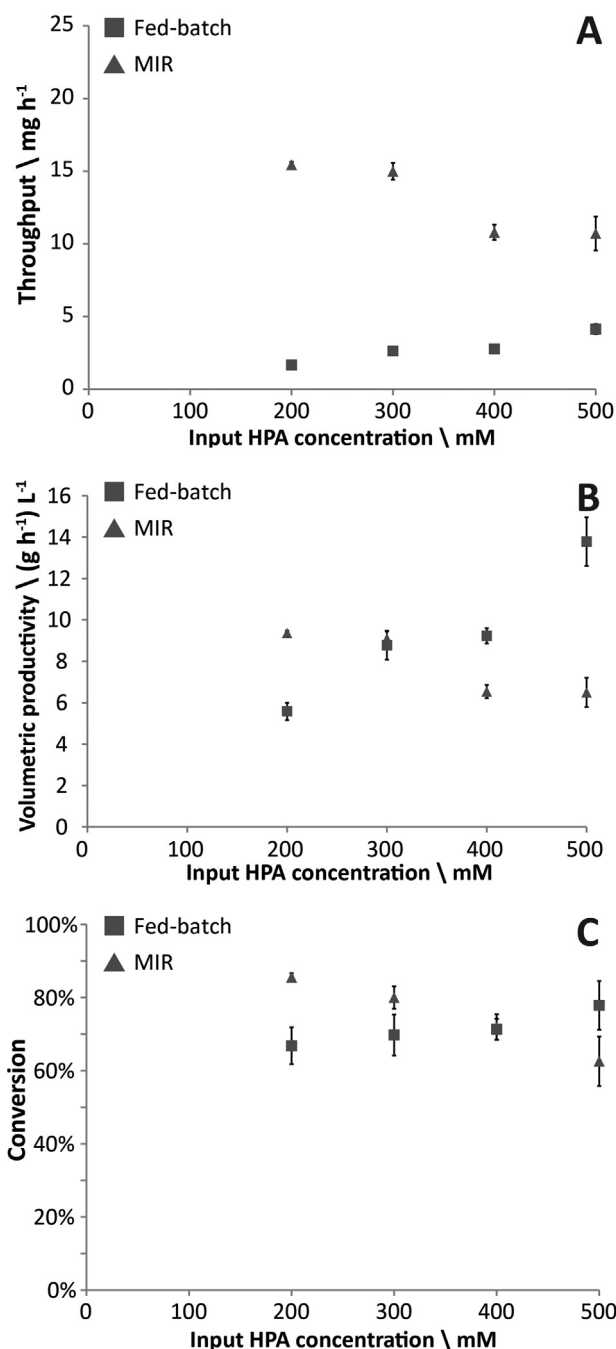 A
Fed-batch
MIR
Throughput \ mg h⁻¹
25
20
15
10
5
0
0 100 200 300 400 500
Input HPA concentration \ mM
B
Fed-batch
MIR
Volumetric productivity \ (g h⁻¹) L⁻¹
16
14
12
10
8
6
4
2
0
0 100 200 300 400 500
Input HPA concentration \ mM
C
Fed-batch
MIR
Conversion
100%
80%
60%
40%
20%
0%
0 100 200 300 400 500
Input HPA concentration \ mM